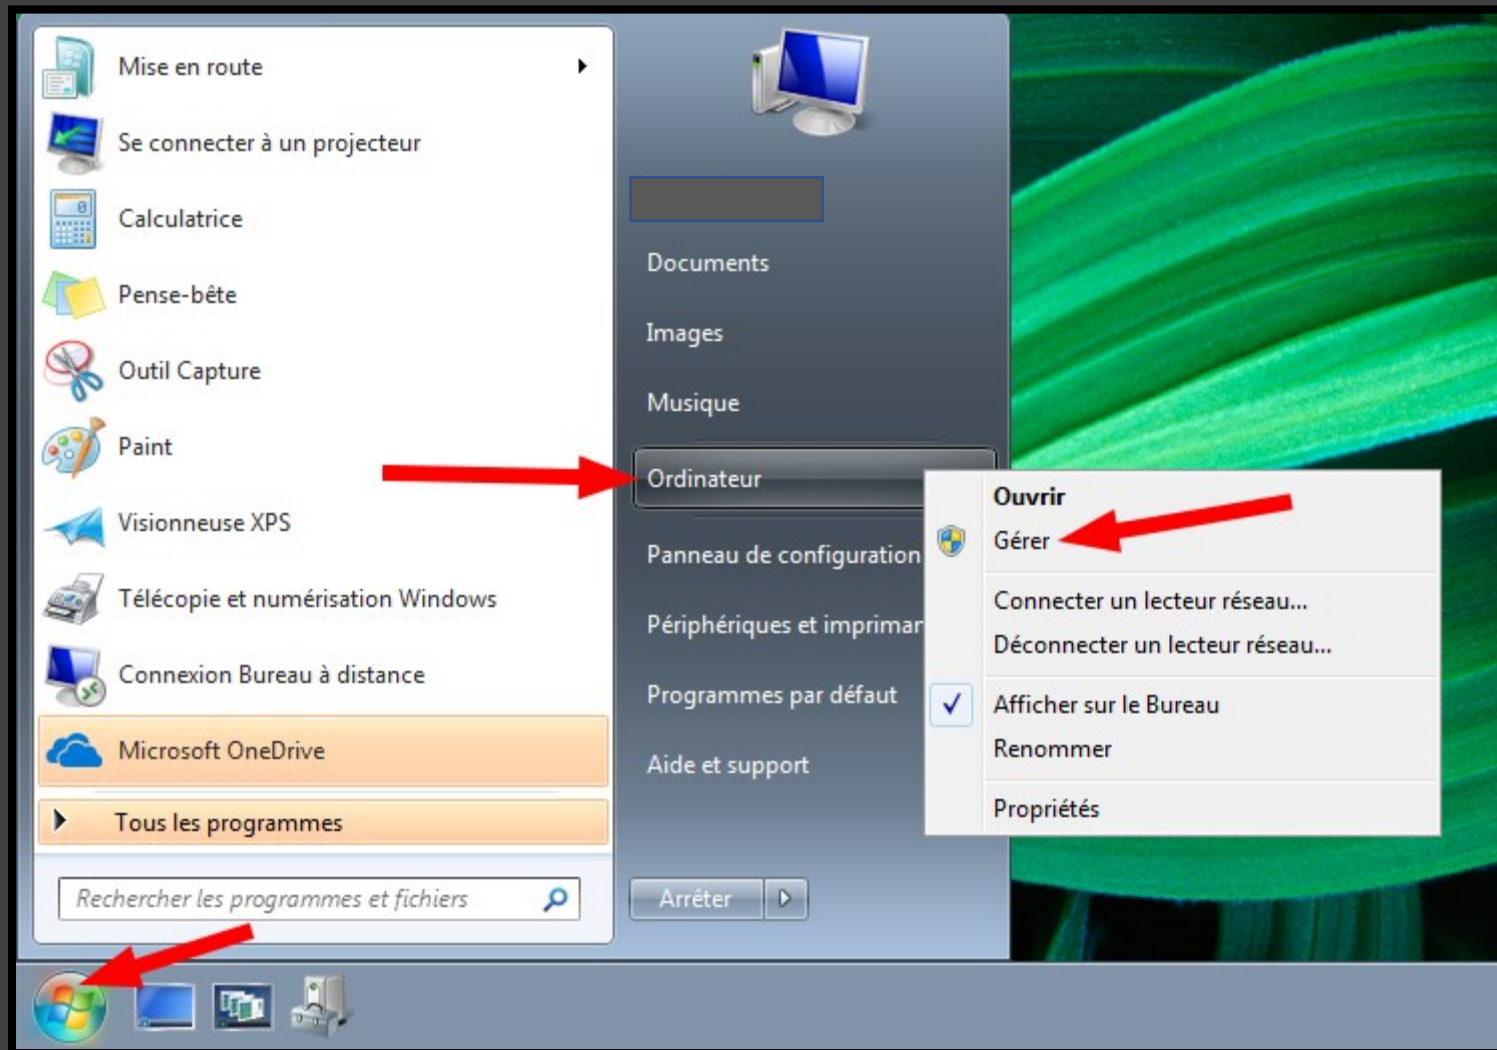 Mise en route
Se connecter à un projecteur
Calculatrice
Pense-bête
Outil Capture
Paint
Visionneuse XPS
Télécopie et numérisation Windows
Connexion Bureau à distance
Microsoft OneDrive
Tous les programmes
Rechercher les programmes et fichiers
Documents
Images
Musique
Ordinateur
Panneau de configuration
Périphériques et impriman
Programmes par défaut
Aide et support
Arrêter
Ouvrir
Gérer
Connecter un lecteur réseau...
Déconnecter un lecteur réseau...
Afficher sur le Bureau
Renommer
Propriétés